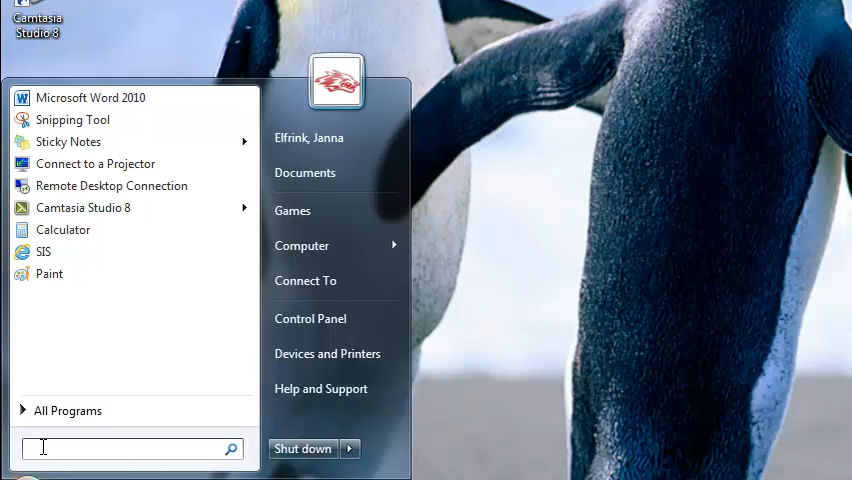 Camtasia
Studio 8
Microsoft Word 2010
Snipping Tool
Sticky Notes
Connect to a Projector
Remote Desktop Connection
Camtasia Studio 8
Calculator
SIS
Paint
All Programs
Elfrink, Janna
Documents
Games
Computer
Connect To
Control Panel
Devices and Printers
Help and Support
Shut down